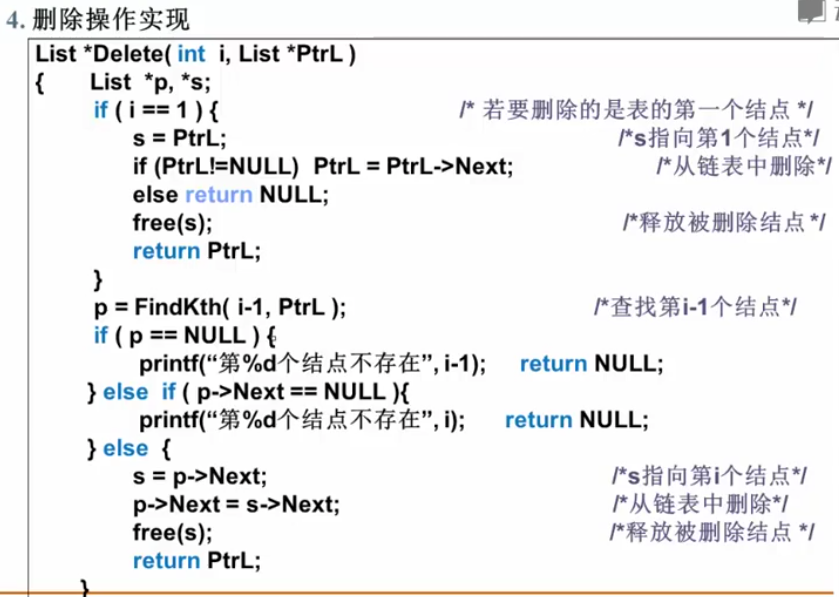 4. 删除操作实现
List *Delete( int i, List *PtrL )
{ List *p, *s;
if ( i == 1 ) { /* 若要删除的是表的第一个结点 */
s = PtrL; /*s指向第1个结点*/
if (PtrL!=NULL) PtrL = PtrL->Next; /*从链表中删除*/
else return NULL;
free(s); /*释放被删除结点 */
return PtrL;
}
p = FindKth( i-1, PtrL ); /*查找第i-1个结点*/
if ( p == NULL ) {
printf(“第%d个结点不存在”, i-1); return NULL;
} else if ( p->Next == NULL ){
printf(“第%d个结点不存在”, i); return NULL;
} else {
s = p->Next; /*s指向第i个结点*/
p->Next = s->Next; /*从链表中删除*/
free(s); /*释放被删除结点 */
return PtrL;
}